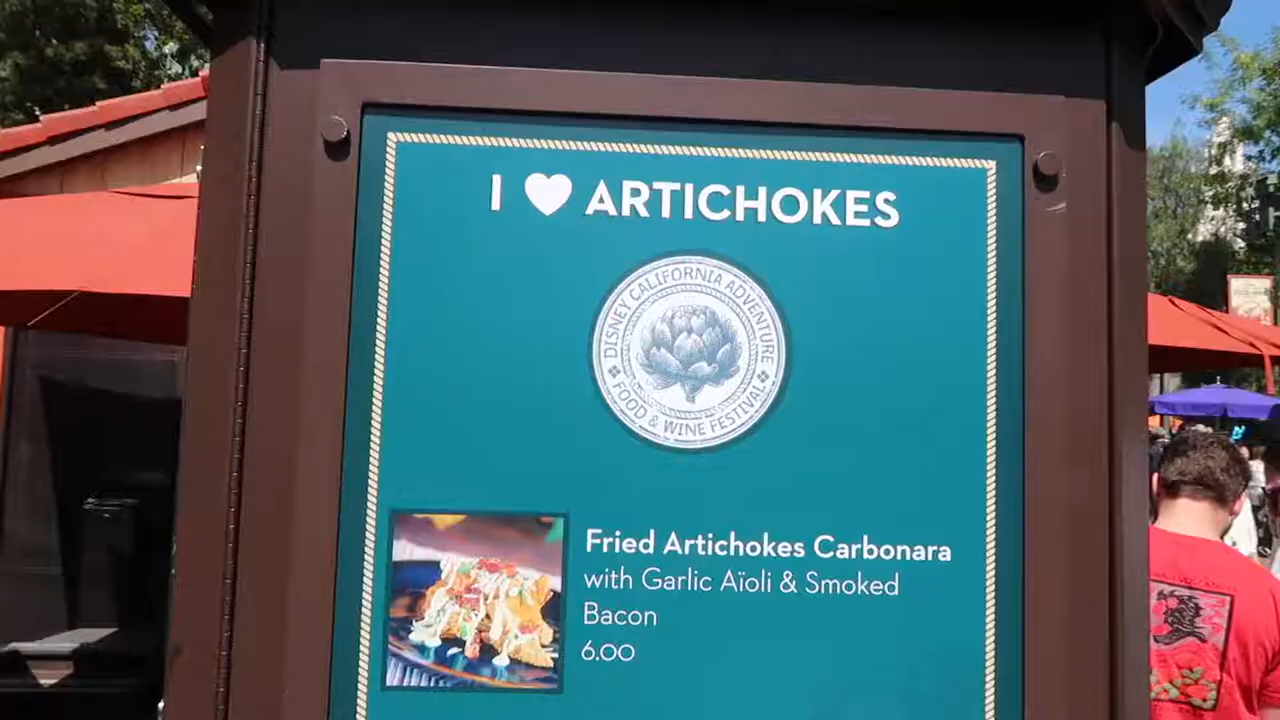 I ♥ ARTICHOKES
DISNEY CALIFORNIA ADVENTURE
FOOD & WINE FESTIVAL
Fried Artichokes Carbonara
with Garlic Aïoli & Smoked
Bacon
6.00